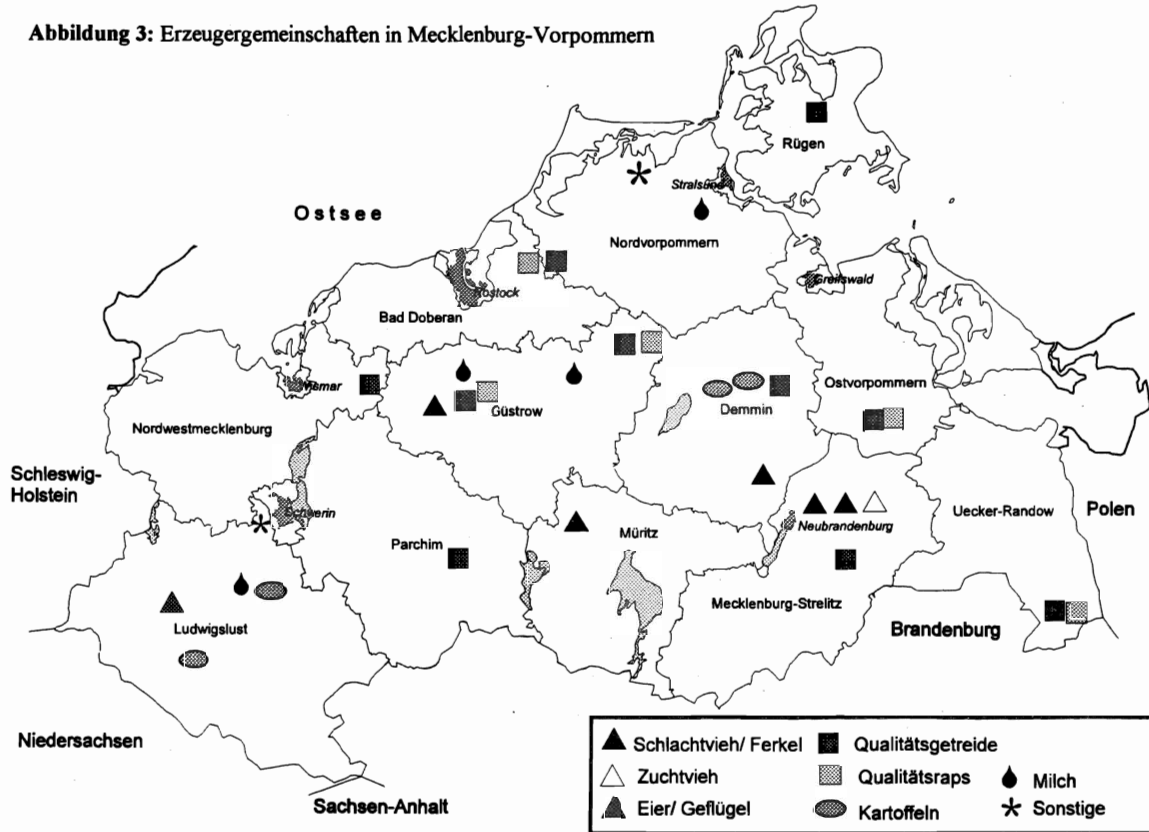 Abbildung 3: Erzeugergemeinschaften in Mecklenburg-Vorpommern
Rügen
Stralsund
Ostsee
Nordvorpommern
Greifswald
Rostock
Bad Doberan
Wismar
Ostvorpommern
Güstrow
Demmin
Nordwestmecklenburg
Schleswig-
Holstein
Schwerin
Neubrandenburg
Uecker-Randow
Polen
Parchim
Müritz
Mecklenburg-Strelitz
Ludwigslust
Brandenburg
Niedersachsen
Sachsen-Anhalt
Schlachtvieh/ Ferkel
Qualitätsgetreide
Zuchtvieh
Qualitätsraps
Milch
Eier/ Geflügel
Kartoffeln
Sonstige